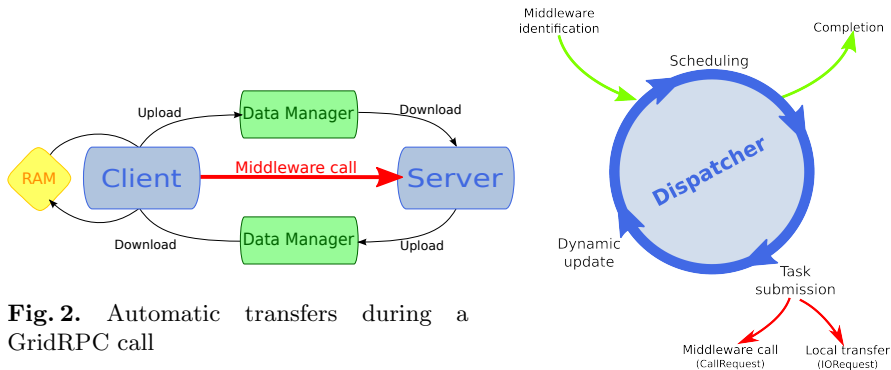 Upload
Data Manager
Download
RAM
Client
Middleware call
Server
Download
Data Manager
Upload
Fig. 2. Automatic transfers during a
GridRPC call
Middleware
identification
Completion
Scheduling
Dispatcher
Dynamic
update
Task
submission
Middleware call
(CallRequest)
Local transfer
(IORequest)